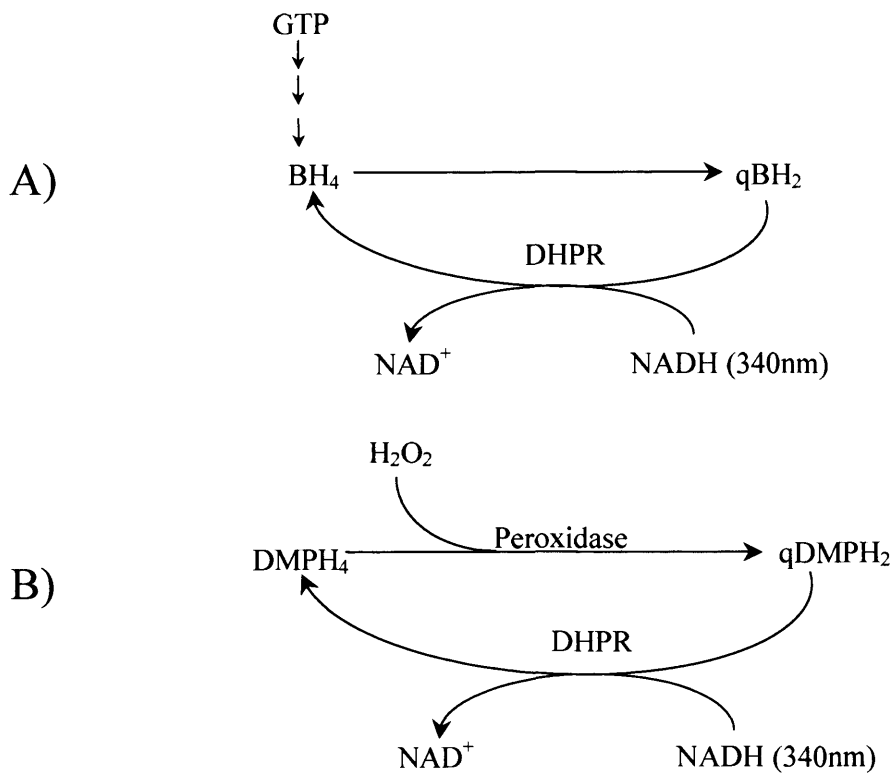 GTP
A)
BH₄
qBH₂
DHPR
NAD⁺
NADH (340nm)
H₂O₂
Peroxidase
DMPH₄
qDMPH₂
B)
DHPR
NAD⁺
NADH (340nm)